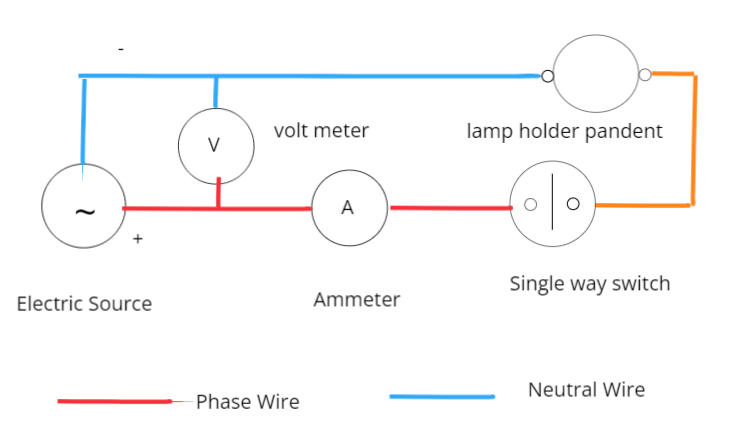 -
V
volt meter
lamp holder pandent
~
A
+
Single way switch
Electric Source
Ammeter
Phase Wire
Neutral Wire